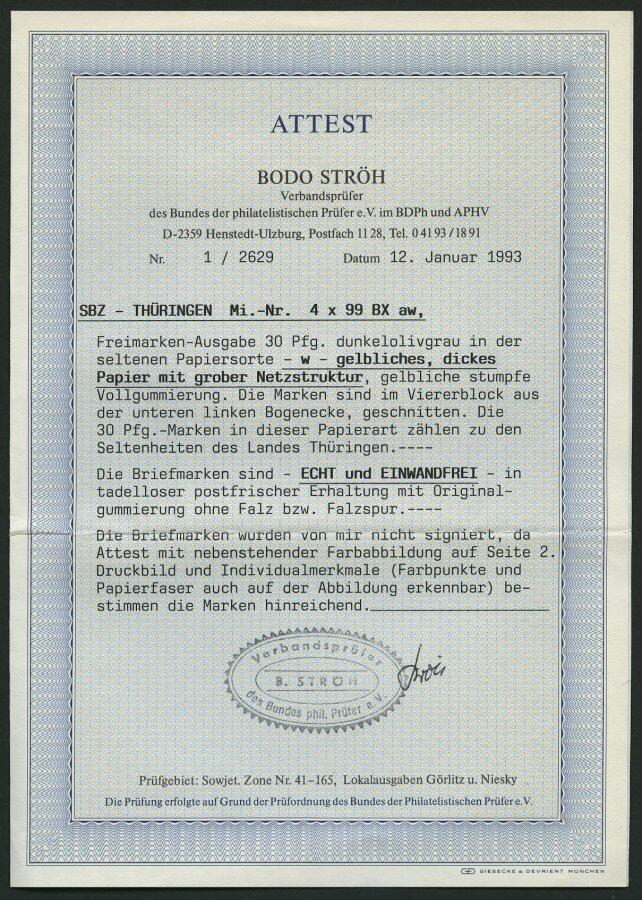 ATTEST
BODO STRÖH
Verbandsprüfer
des Bundes der philatelistischen Prüfer e.V. im BDPh und APHV
D-2359 Henstedt-Ulzburg, Postfach 11 28, Tel. 0 41 93 / 18 91
Nr. 1 / 2629 Datum 12. Januar 1993
SBZ - THÜRINGEN Mi.-Nr. 4 x 99 BX aw,
Freimarken-Ausgabe 30 Pfg. dunkelolivgrau in der
seltenen Papiersorte - w - gelbliches, dickes
Papier mit grober Netzstruktur, gelbliche stumpfe
Vollgummierung. Die Marken sind im Viererblock aus
der unteren linken Bogenecke, geschnitten. Die
30 Pfg.-Marken in dieser Papierart zählen zu den
Seltenheiten des Landes Thüringen.----
Die Briefmarken sind - ECHT und EINWANDFREI - in
tadelloser postfrischer Erhaltung mit Original-
gummierung ohne Falz bzw. Falzspur.----
Die Briefmarken wurden von mir nicht signiert, da
Attest mit nebenstehender Farbabbildung auf Seite 2.
Druckbild und Individualmerkmale (Farbpunkte und
Papierfaser auch auf der Abbildung erkennbar) be-
stimmen die Marken hinreichend.
Verbandsprüfer
B. STRÖH
des Bundes phil. Prüfer e.V.
Prüfgebiet: Sowjet. Zone Nr. 41-165, Lokalausgaben Görlitz u. Niesky
Die Prüfung erfolgte auf Grund der Prüfordnung des Bundes der Philatelistischen Prüfer e.V.
GIESECKE & DEVRIENT MÜNCHEN